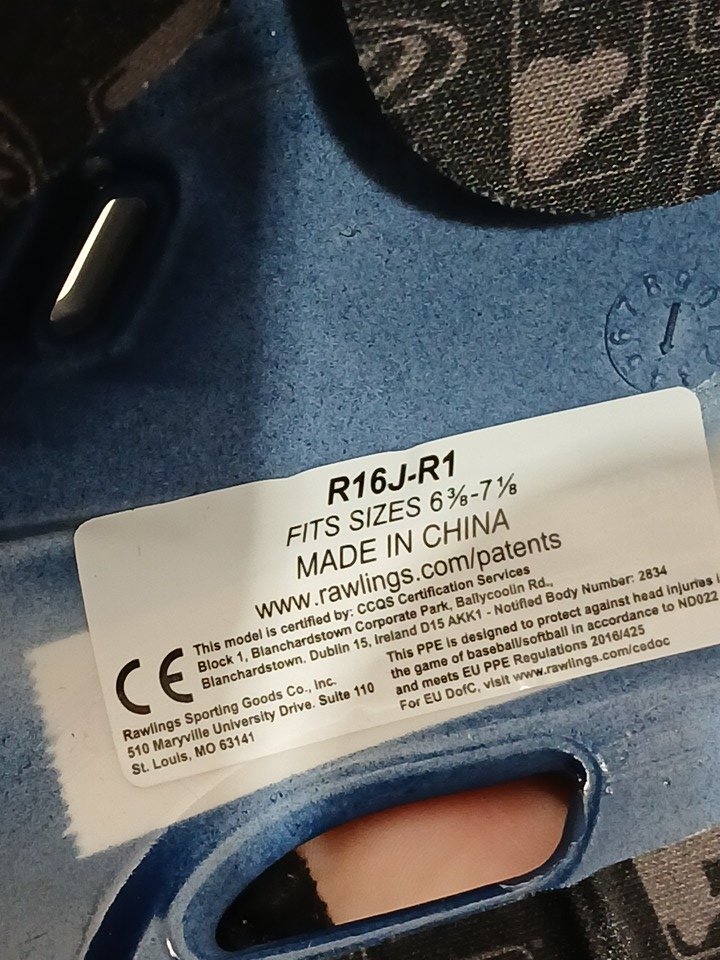 R16J-R1
FITS SIZES 6⅜-7⅛
MADE IN CHINA
www.rawlings.com/patents
This model is certified by: CCQS Certification Services
Block 1, Blanchardstown Corporate Park, Ballycoolin Rd.,
Blanchardstown, Dublin 15, Ireland D15 AKK1 - Notified Body Number: 2834
CE
Rawlings Sporting Goods Co., Inc.
510 Maryville University Drive. Suite 110
St. Louis, MO 63141
This PPE is designed to protect against head injuries
the game of baseball/softball in accordance to ND022
and meets EU PPE Regulations 2016/425
For EU DofC, visit www.rawlings.com/cedoc